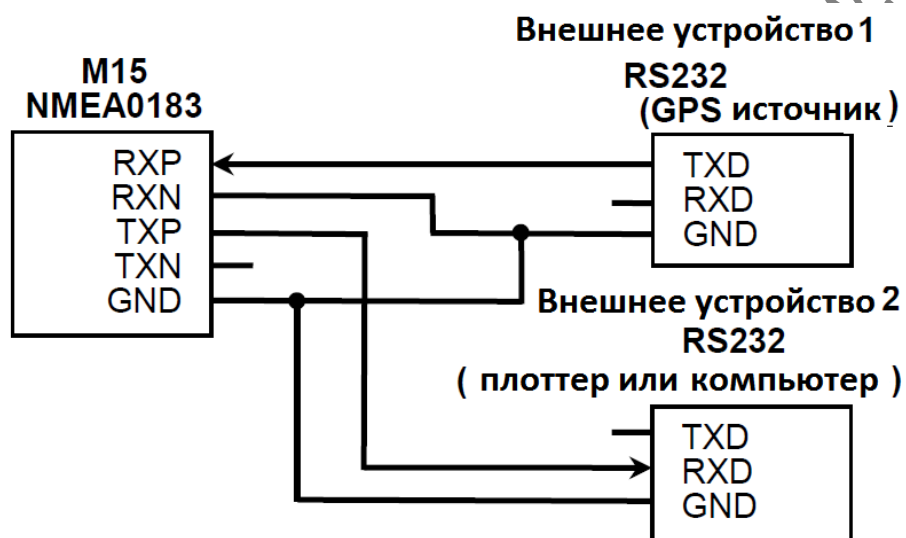 Внешнее устройство 1
RS232
(GPS источник)
M15
NMEA0183
RXP
RXN
TXP
TXN
GND
TXD
RXD
GND
Внешнее устройство 2
RS232
( плоттер или компьютер )
TXD
RXD
GND